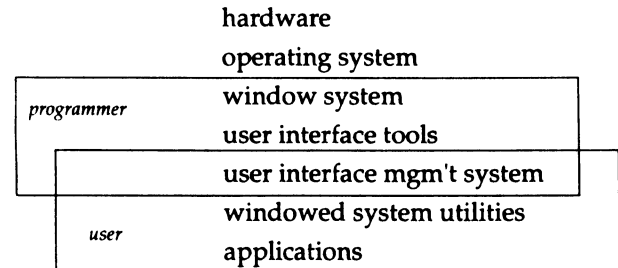 hardware
operating system
window system
programmer
user interface tools
user interface mgm't system
windowed system utilities
user
applications